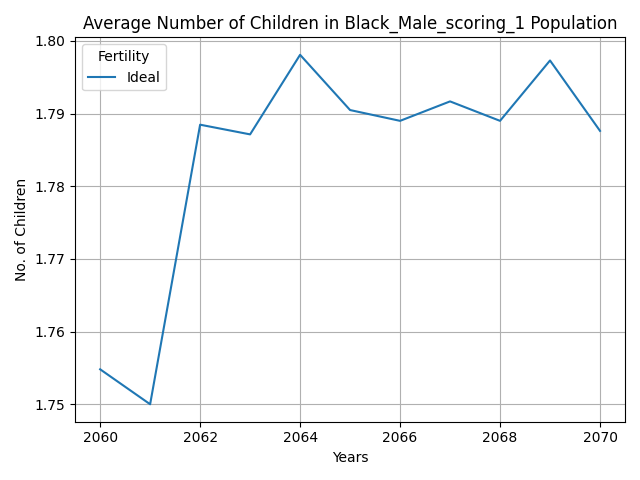 Average Number of Children in Black_Male_scoring_1 Population
Fertility
Ideal
No. of Children
1.80
1.79
1.78
1.77
1.76
1.75
2060 2062 2064 2066 2068 2070
Years